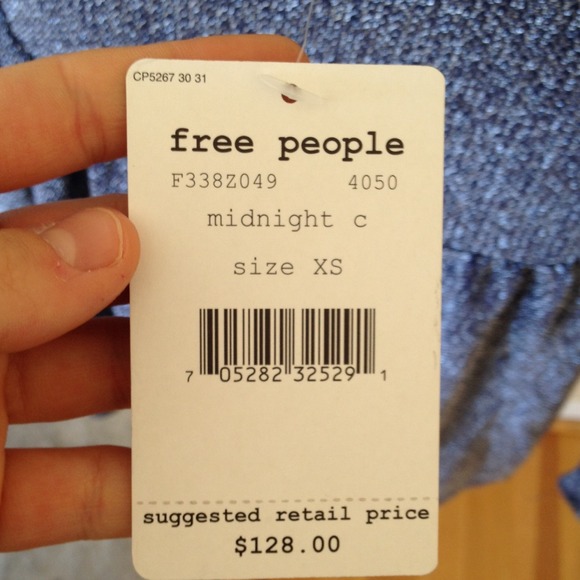 CP5267 30 31
free people
F338Z049 4050
midnight c
size XS
7 05282 32529 1
suggested retail price
$128.00